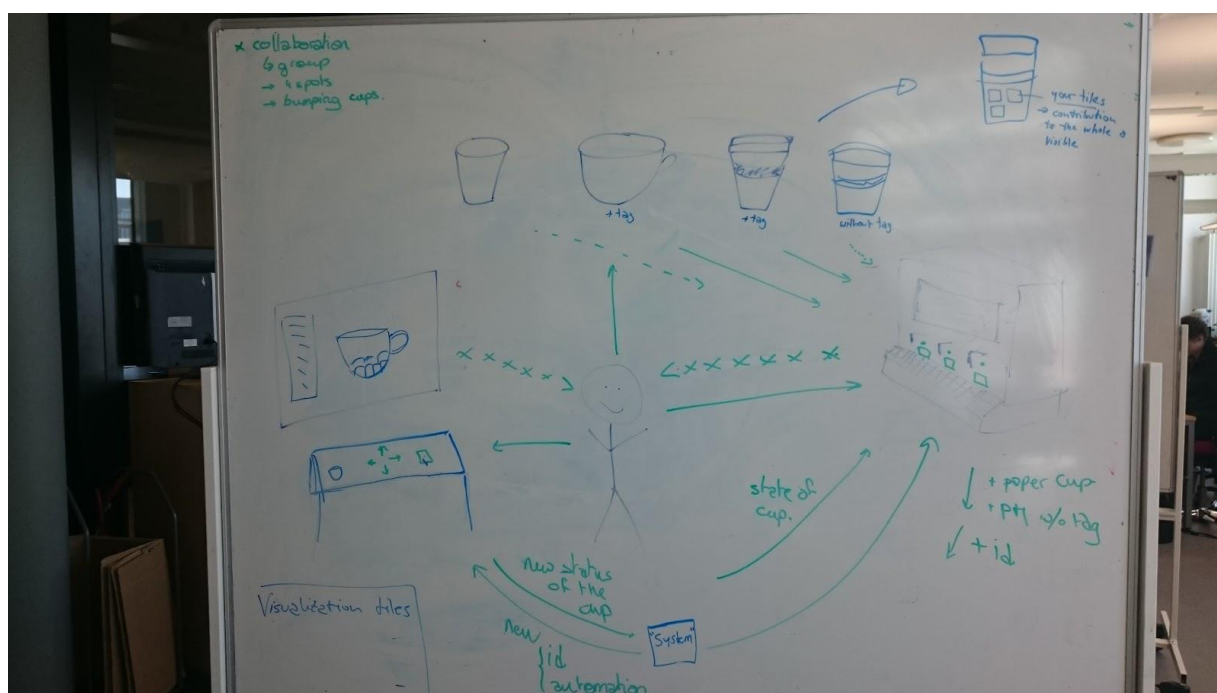 x collaboration
↳ group
→ 4 spots
→ bumping cups.
your tiles
→ contribution
to the whole
visible
+ tag
+ tag
without tag
state of
cup.
+ paper cup
+ w/o tag
+ id
new status
of the
cup
Visualization tiles
new
"System"
id
automation